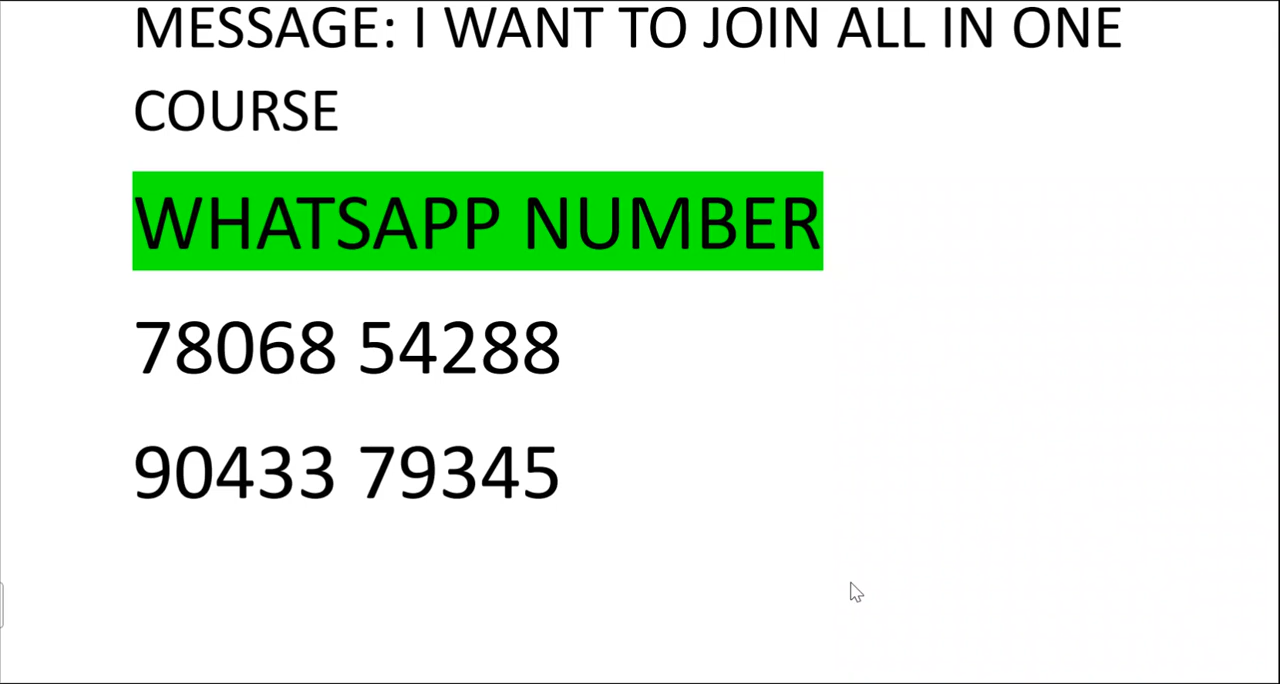 MESSAGE: I WANT TO JOIN ALL IN ONE
COURSE
WHATSAPP NUMBER
78068 54288
90433 79345